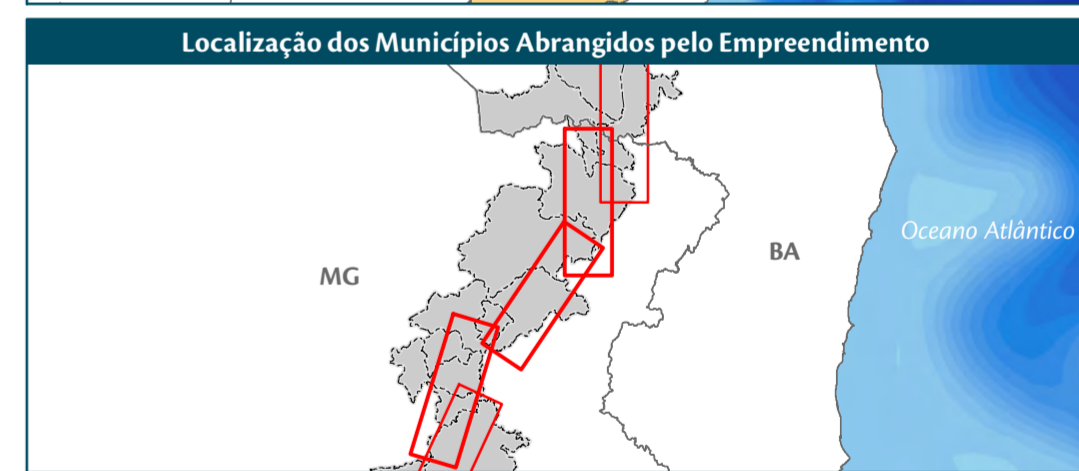 Localização dos Municípios Abrangidos pelo Empreendimento
Oceano Atlântico
BA
MG